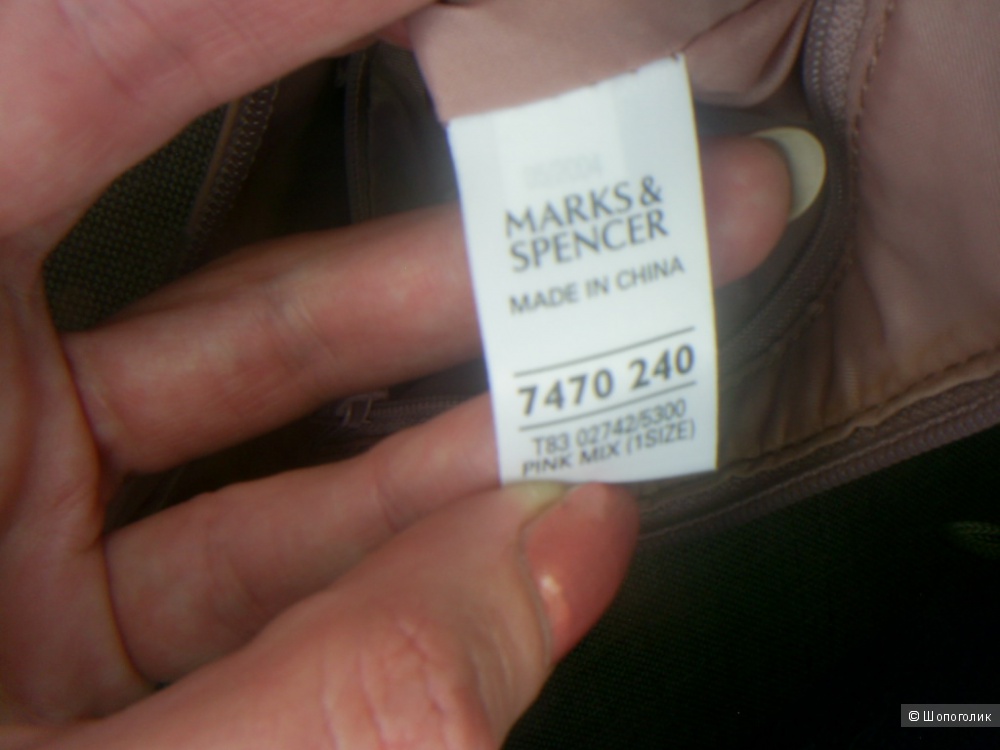 MARKS &
SPENCER
MADE IN CHINA
7470 240
T83 02742/5300
PINK MIX (1SIZE)
© Шопоголик